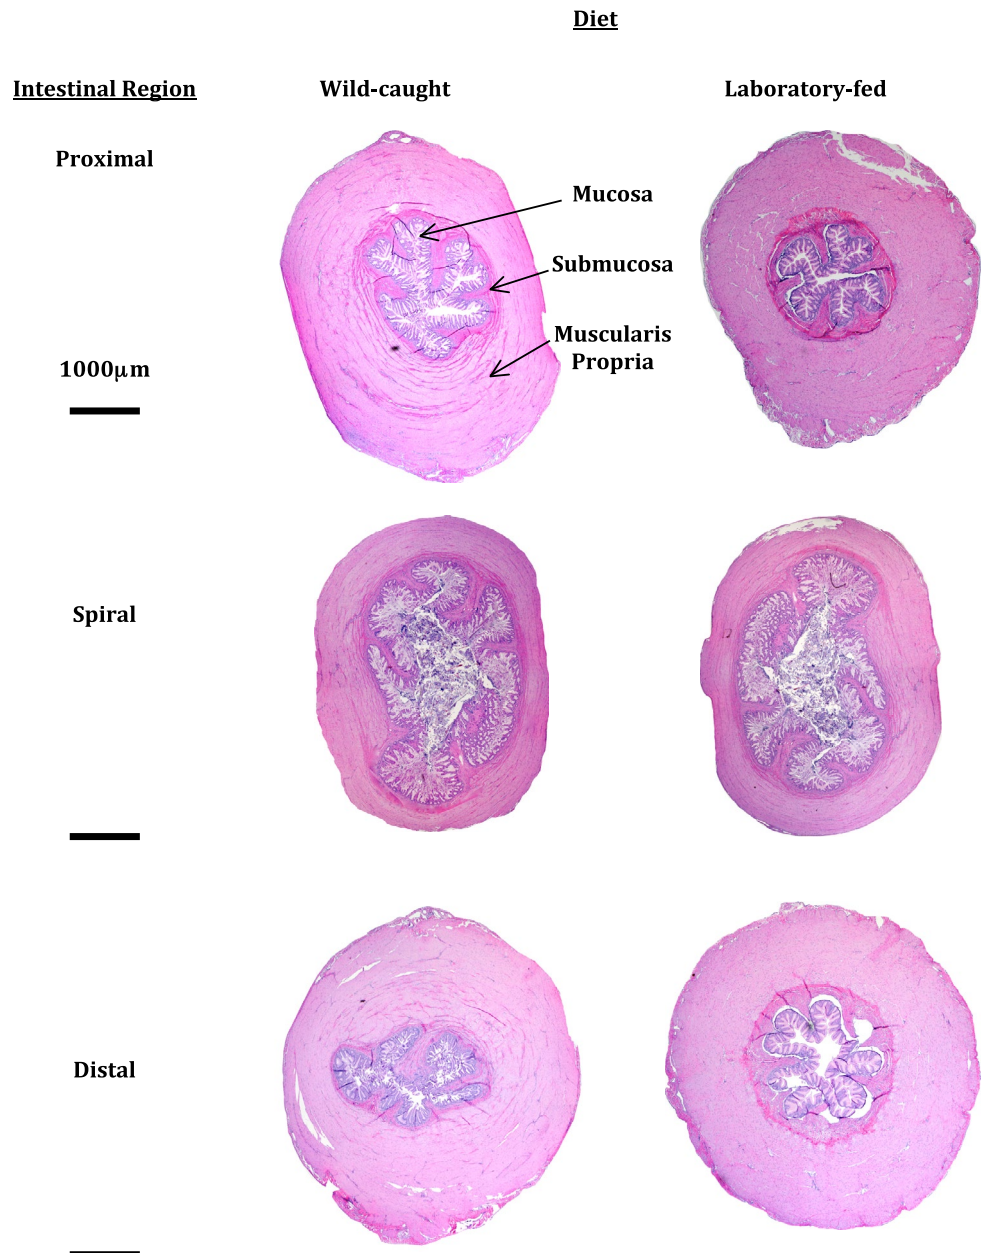 Diet
Intestinal Region
Wild-caught
Laboratory-fed
Proximal
Mucosa
Submucosa
Muscularis
Propria
1000μm
Spiral
Distal